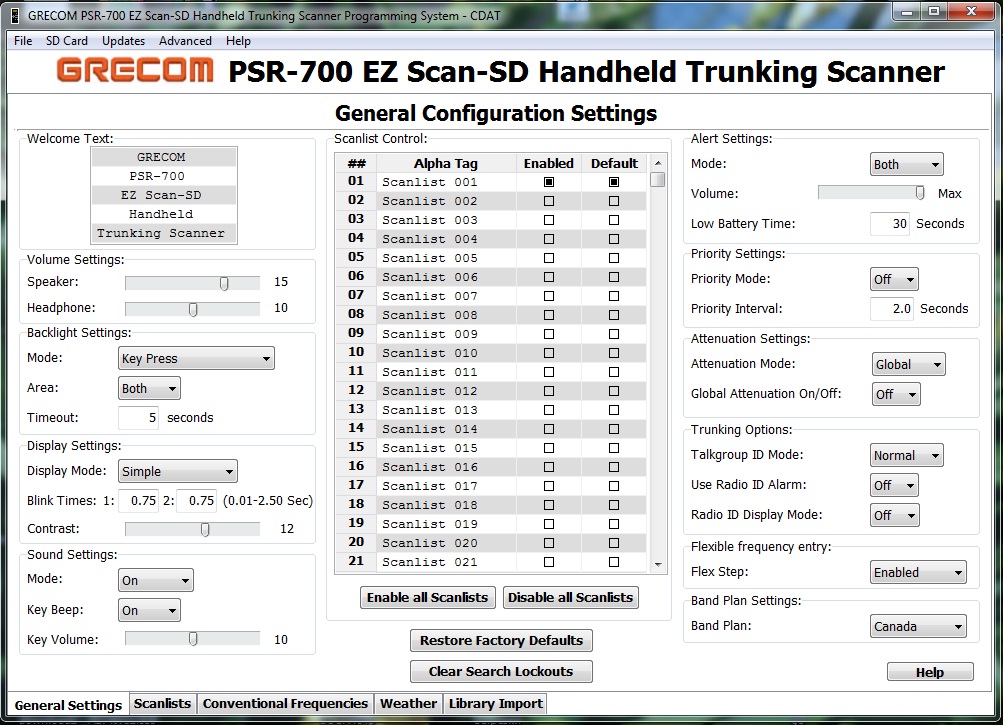 GRECOM PSR-700 EZ Scan-SD Handheld Trunking Scanner Programming System - CDAT
File SD Card Updates Advanced Help
GRECOM PSR-700 EZ Scan-SD Handheld Trunking Scanner
General Configuration Settings
Welcome Text:
GRECOM
PSR-700
EZ Scan-SD
Handheld
Trunking Scanner
Volume Settings:
Speaker: 15
Headphone: 10
Backlight Settings:
Mode: Key Press
Area: Both
Timeout: 5 seconds
Display Settings:
Display Mode: Simple
Blink Times: 1: 0.75 2: 0.75 (0.01-2.50 Sec)
Contrast: 12
Sound Settings:
Mode: On
Key Beep: On
Key Volume: 10
Scanlist Control:
## Alpha Tag Enabled Default
01 Scanlist 001
02 Scanlist 002
03 Scanlist 003
04 Scanlist 004
05 Scanlist 005
06 Scanlist 006
07 Scanlist 007
08 Scanlist 008
09 Scanlist 009
10 Scanlist 010
11 Scanlist 011
12 Scanlist 012
13 Scanlist 013
14 Scanlist 014
15 Scanlist 015
16 Scanlist 016
17 Scanlist 017
18 Scanlist 018
19 Scanlist 019
20 Scanlist 020
21 Scanlist 021
Enable all Scanlists Disable all Scanlists
Restore Factory Defaults
Clear Search Lockouts
Alert Settings:
Mode: Both
Volume: Max
Low Battery Time: 30 Seconds
Priority Settings:
Priority Mode: Off
Priority Interval: 2.0 Seconds
Attenuation Settings:
Attenuation Mode: Global
Global Attenuation On/Off: Off
Trunking Options:
Talkgroup ID Mode: Normal
Use Radio ID Alarm: Off
Radio ID Display Mode: Off
Flexible frequency entry:
Flex Step: Enabled
Band Plan Settings:
Band Plan: Canada
Help
General Settings Scanlists Conventional Frequencies Weather Library Import